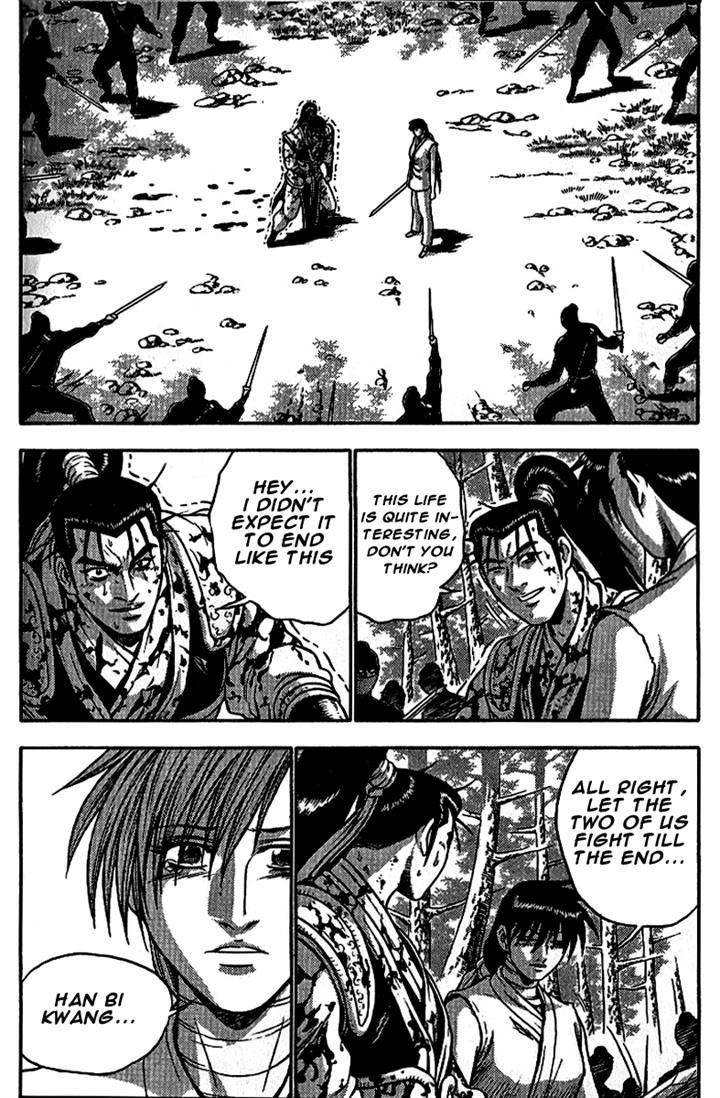 HEY...
I DIDN'T
EXPECT IT
TO END
LIKE THIS
THIS LIFE
IS QUITE IN-
TERESTING,
DON'T YOU
THINK?
HAN BI
KWANG...
ALL RIGHT,
LET THE
TWO OF US
FIGHT TILL
THE END...